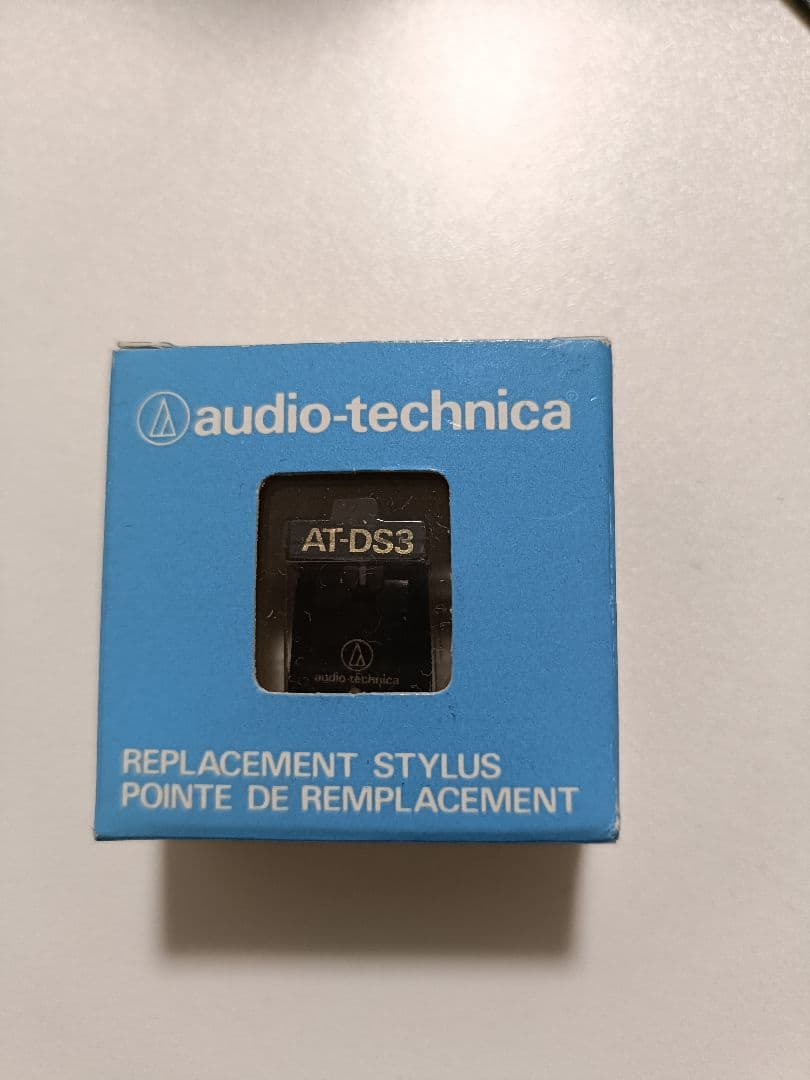 audio-technica®
AT-DS3
audio-technica
REPLACEMENT STYLUS
POINTE DE REMPLACEMENT